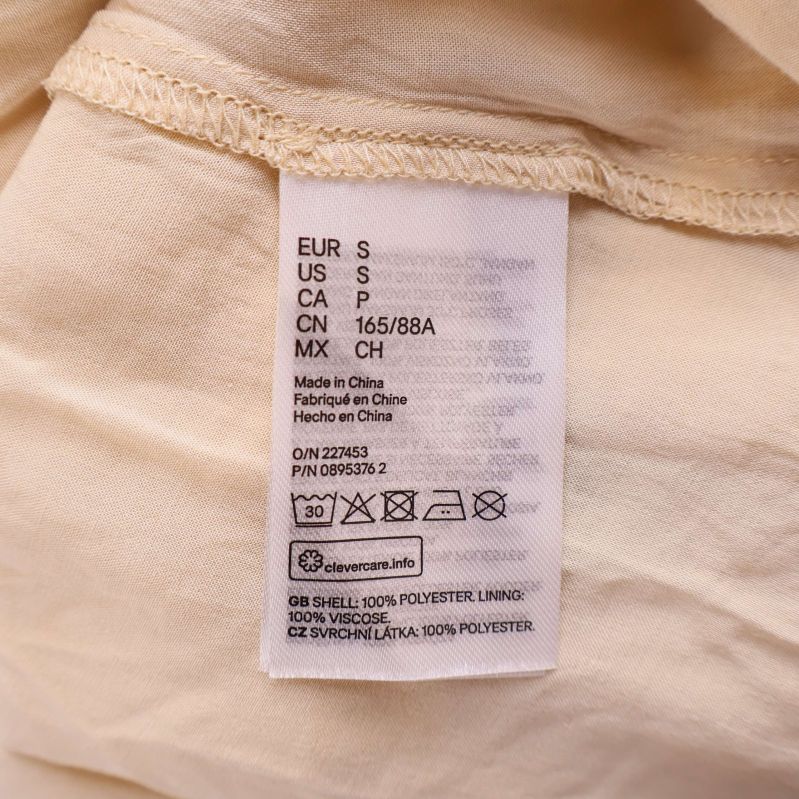 EUR S
US S
CA P
CN 165/88A
MX CH
Made in China
Fabriqué en Chine
Hecho en China
O/N 227453
P/N 0895376 2
30
clevercare.info
GB SHELL: 100% POLYESTER. LINING:
100% VISCOSE.
CZ SVRCHNÍ LÁTKA: 100% POLYESTER.